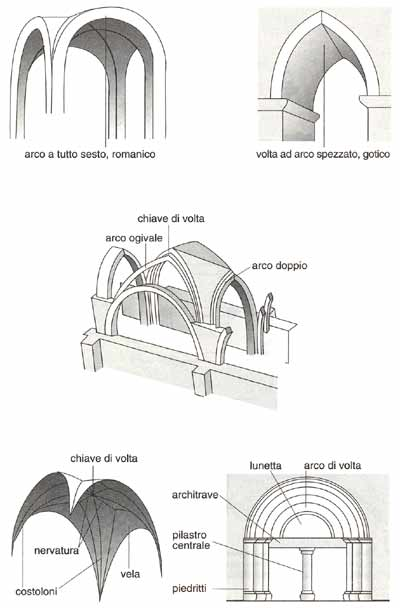 arco a tutto sesto, romanico
volta ad arco spezzato, gotico
chiave di volta
arco ogivale
arco doppio
chiave di volta
nervatura
costoloni
vela
lunetta
arco di volta
architrave
pilastro
centrale
piedritti